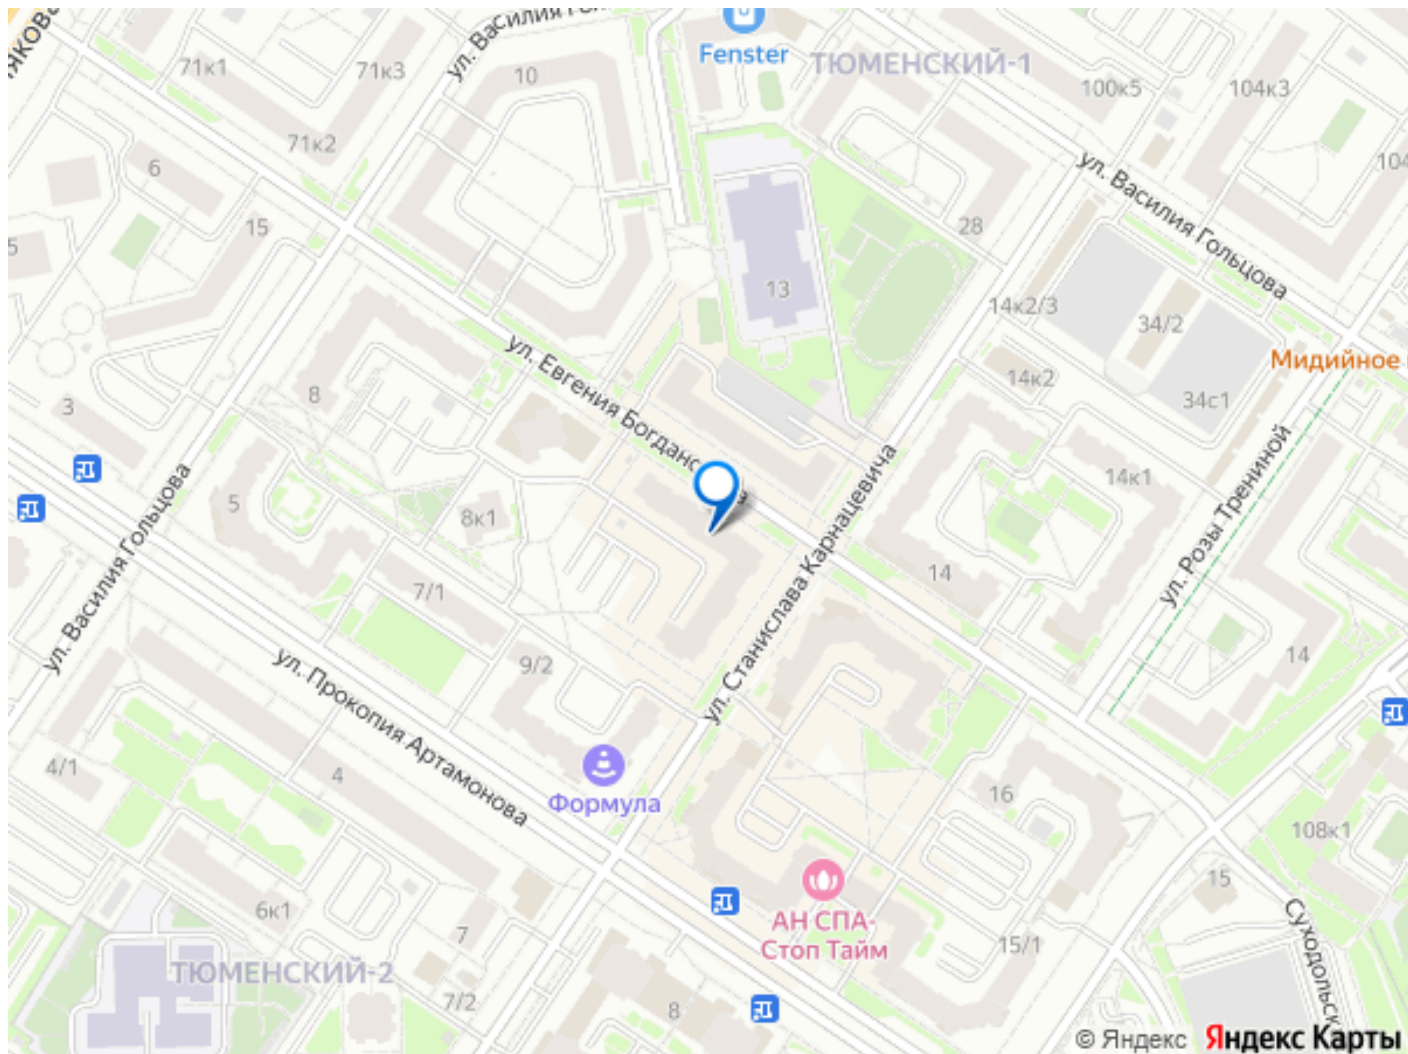 ул. Василия Гольцова
Fenster
ТЮМЕНСКИЙ-1
71к1
71к3
10
100к5
104к3
71к2
6
104
ул. Василия Гольцова
15
28
5
13
14к2/3
34/2
ул. Евгения Богдановича
Мидийное
14к2
8
34с1
3
ул. Станислава Карнацевича
14к1
ул. Розы Трениной
5
8к1
ул. Василия Гольцова
14
7/1
14
9/2
ул. Прокопия Артамонова
4/1
4
Формула
16
108к1
15
АН СПА-
Стоп Тайм
6к1
7
15/1
ТЮМЕНСКИЙ-2
7/2
8
© Яндекс Яндекс Карты